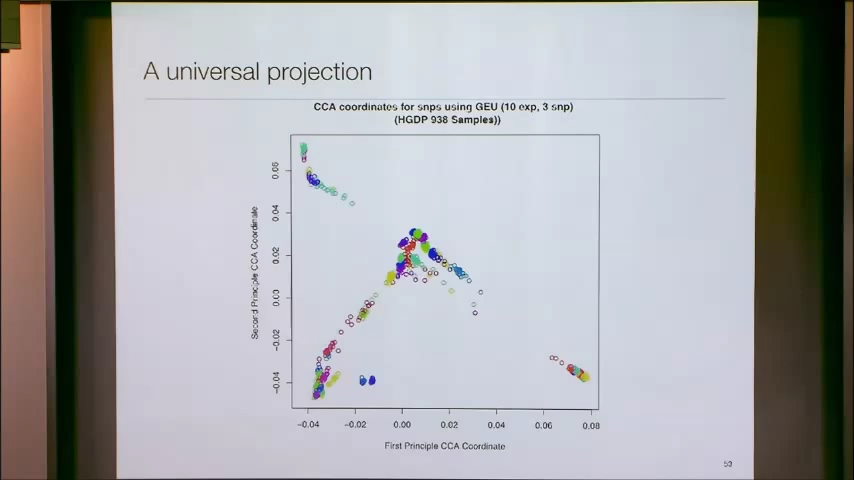 A universal projection
CCA coordinates for snps using GEU (10 exp, 3 snp)
(HGDP 938 Samples))
Second Principle CCA Coordinate
0.06
0.04
0.02
0.00
−0.02
−0.04
−0.04
−0.02
0.00
0.02
0.04
0.06
0.08
First Principle CCA Coordinate